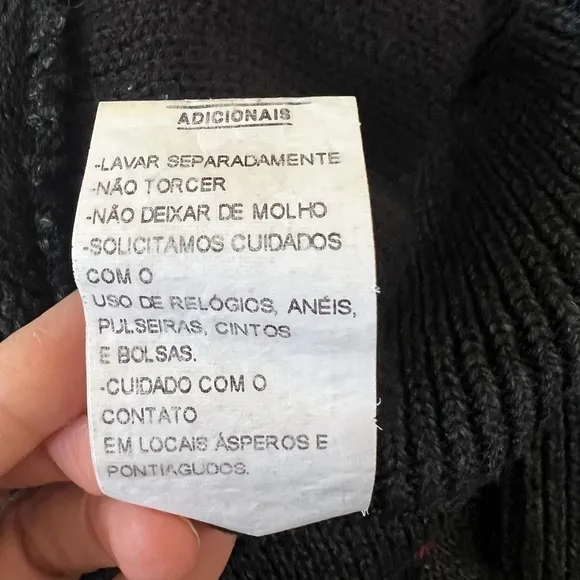 ADICIONAIS
-LAVAR SEPARADAMENTE
-NÃO TORCER
-NÃO DEIXAR DE MOLHO
-SOLICITAMOS CUIDADOS
COM O
USO DE RELÓGIOS, ANÉIS,
PULSEIRAS, CINTOS
E BOLSAS.
-CUIDADO COM O
CONTATO
EM LOCAIS ÁSPEROS E
PONTIAGUDOS.